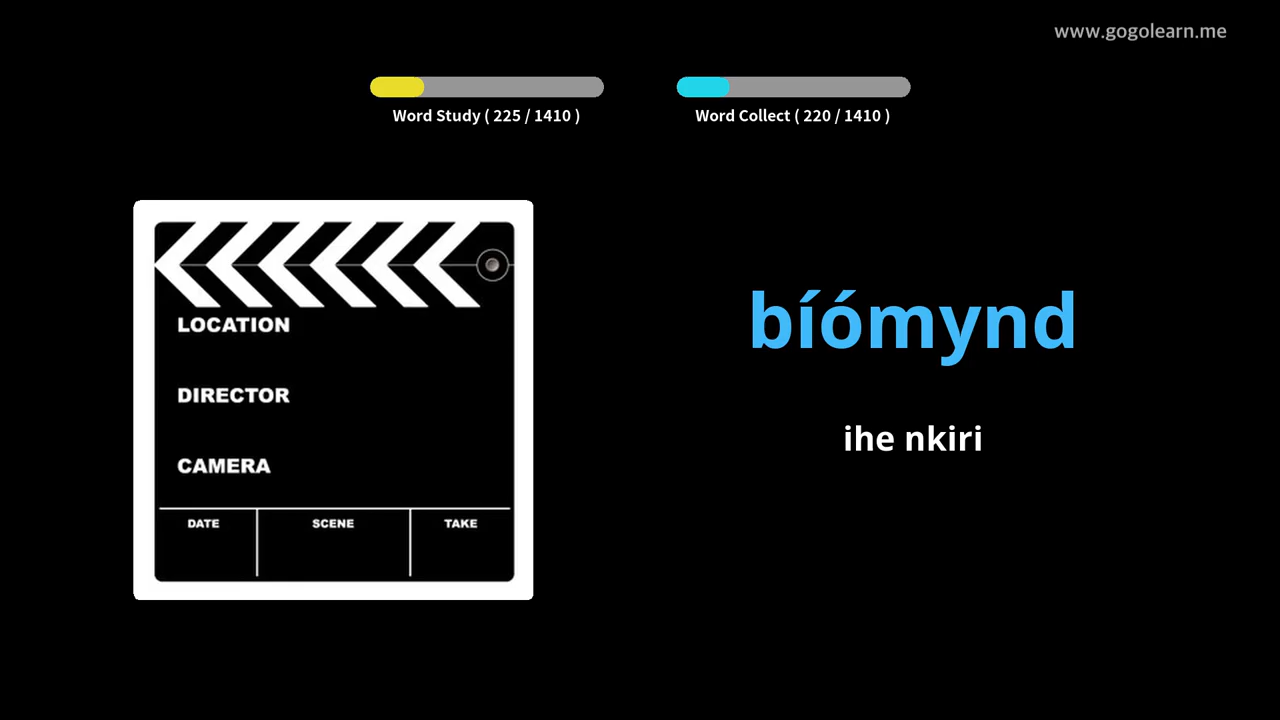 www.gogolearn.me
Word Study ( 225 / 1410 )
Word Collect ( 220 / 1410 )
LOCATION
DIRECTOR
CAMERA
DATE
SCENE
TAKE
bíómynd
ihe nkiri